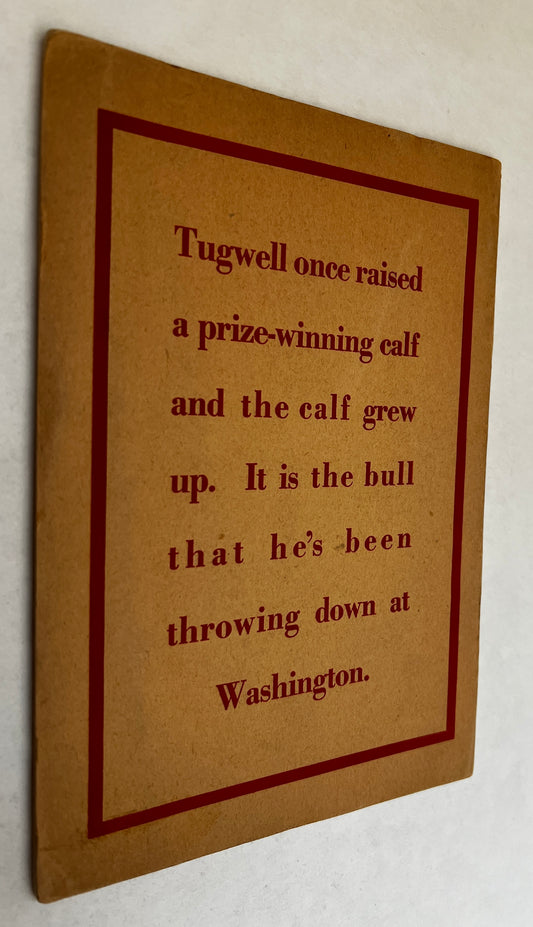 Tugwell once raised
a prize-winning calf
and the calf grew
up. It is the bull
that he's been
throwing down at
Washington.